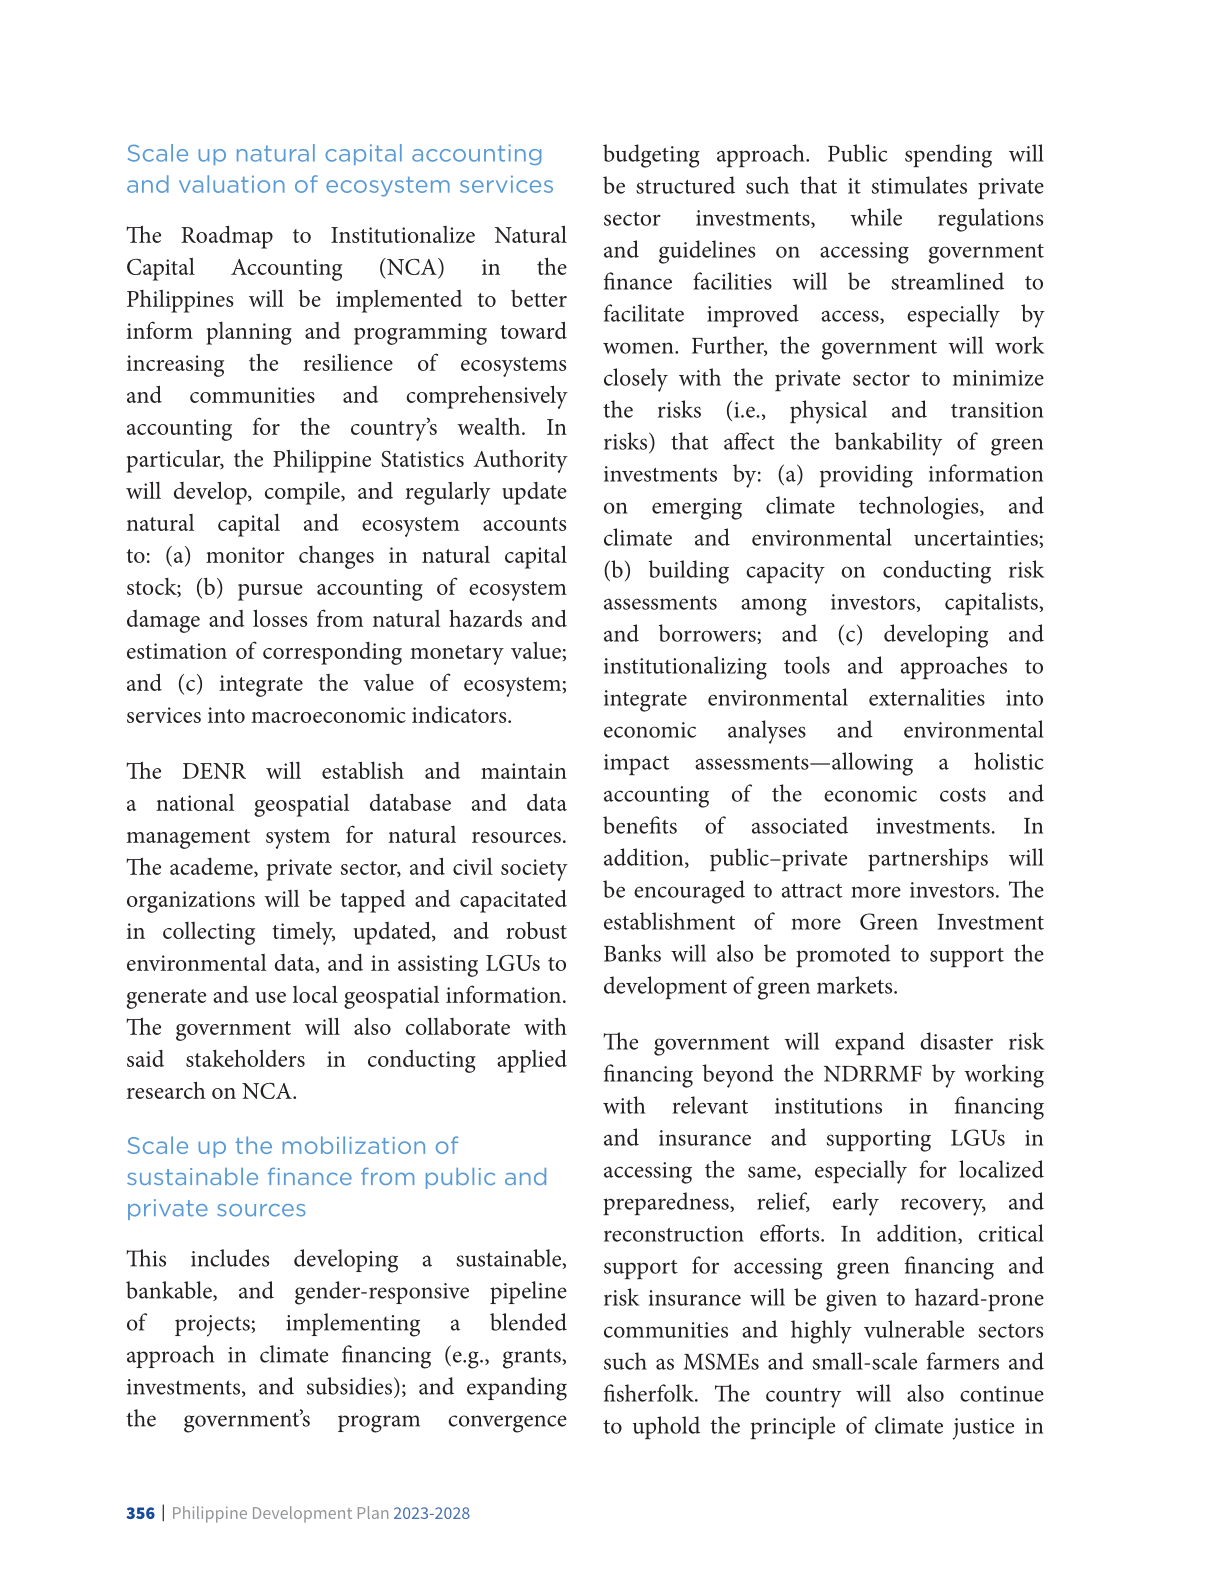 Scale up natural capital accounting
and valuation of ecosystem services
The Roadmap to Institutionalize Natural
Capital Accounting (NCA) in the
Philippines will be implemented to better
inform planning and programming toward
increasing the resilience of ecosystems
and communities and comprehensively
accounting for the country’s wealth. In
particular, the Philippine Statistics Authority
will develop, compile, and regularly update
natural capital and ecosystem accounts
to: (a) monitor changes in natural capital
stock; (b) pursue accounting of ecosystem
damage and losses from natural hazards and
estimation of corresponding monetary value;
and (c) integrate the value of ecosystem;
services into macroeconomic indicators.
The DENR will establish and maintain
a national geospatial database and data
management system for natural resources.
The academe, private sector, and civil society
organizations will be tapped and capacitated
in collecting timely, updated, and robust
environmental data, and in assisting LGUs to
generate and use local geospatial information.
The government will also collaborate with
said stakeholders in conducting applied
research on NCA.
Scale up the mobilization of
sustainable finance from public and
private sources
This includes developing a sustainable,
bankable, and gender-responsive pipeline
of projects; implementing a blended
approach in climate financing (e.g., grants,
investments, and subsidies); and expanding
the government’s program convergence
budgeting approach. Public spending will
be structured such that it stimulates private
sector investments, while regulations
and guidelines on accessing government
finance facilities will be streamlined to
facilitate improved access, especially by
women. Further, the government will work
closely with the private sector to minimize
the risks (i.e., physical and transition
risks) that affect the bankability of green
investments by: (a) providing information
on emerging climate technologies, and
climate and environmental uncertainties;
(b) building capacity on conducting risk
assessments among investors, capitalists,
and borrowers; and (c) developing and
institutionalizing tools and approaches to
integrate environmental externalities into
economic analyses and environmental
impact assessments—allowing a holistic
accounting of the economic costs and
benefits of associated investments. In
addition, public–private partnerships will
be encouraged to attract more investors. The
establishment of more Green Investment
Banks will also be promoted to support the
development of green markets.
The government will expand disaster risk
financing beyond the NDRRMF by working
with relevant institutions in financing
and insurance and supporting LGUs in
accessing the same, especially for localized
preparedness, relief, early recovery, and
reconstruction efforts. In addition, critical
support for accessing green financing and
risk insurance will be given to hazard-prone
communities and highly vulnerable sectors
such as MSMEs and small-scale farmers and
fisherfolk. The country will also continue
to uphold the principle of climate justice in
356 | Philippine Development Plan 2023-2028